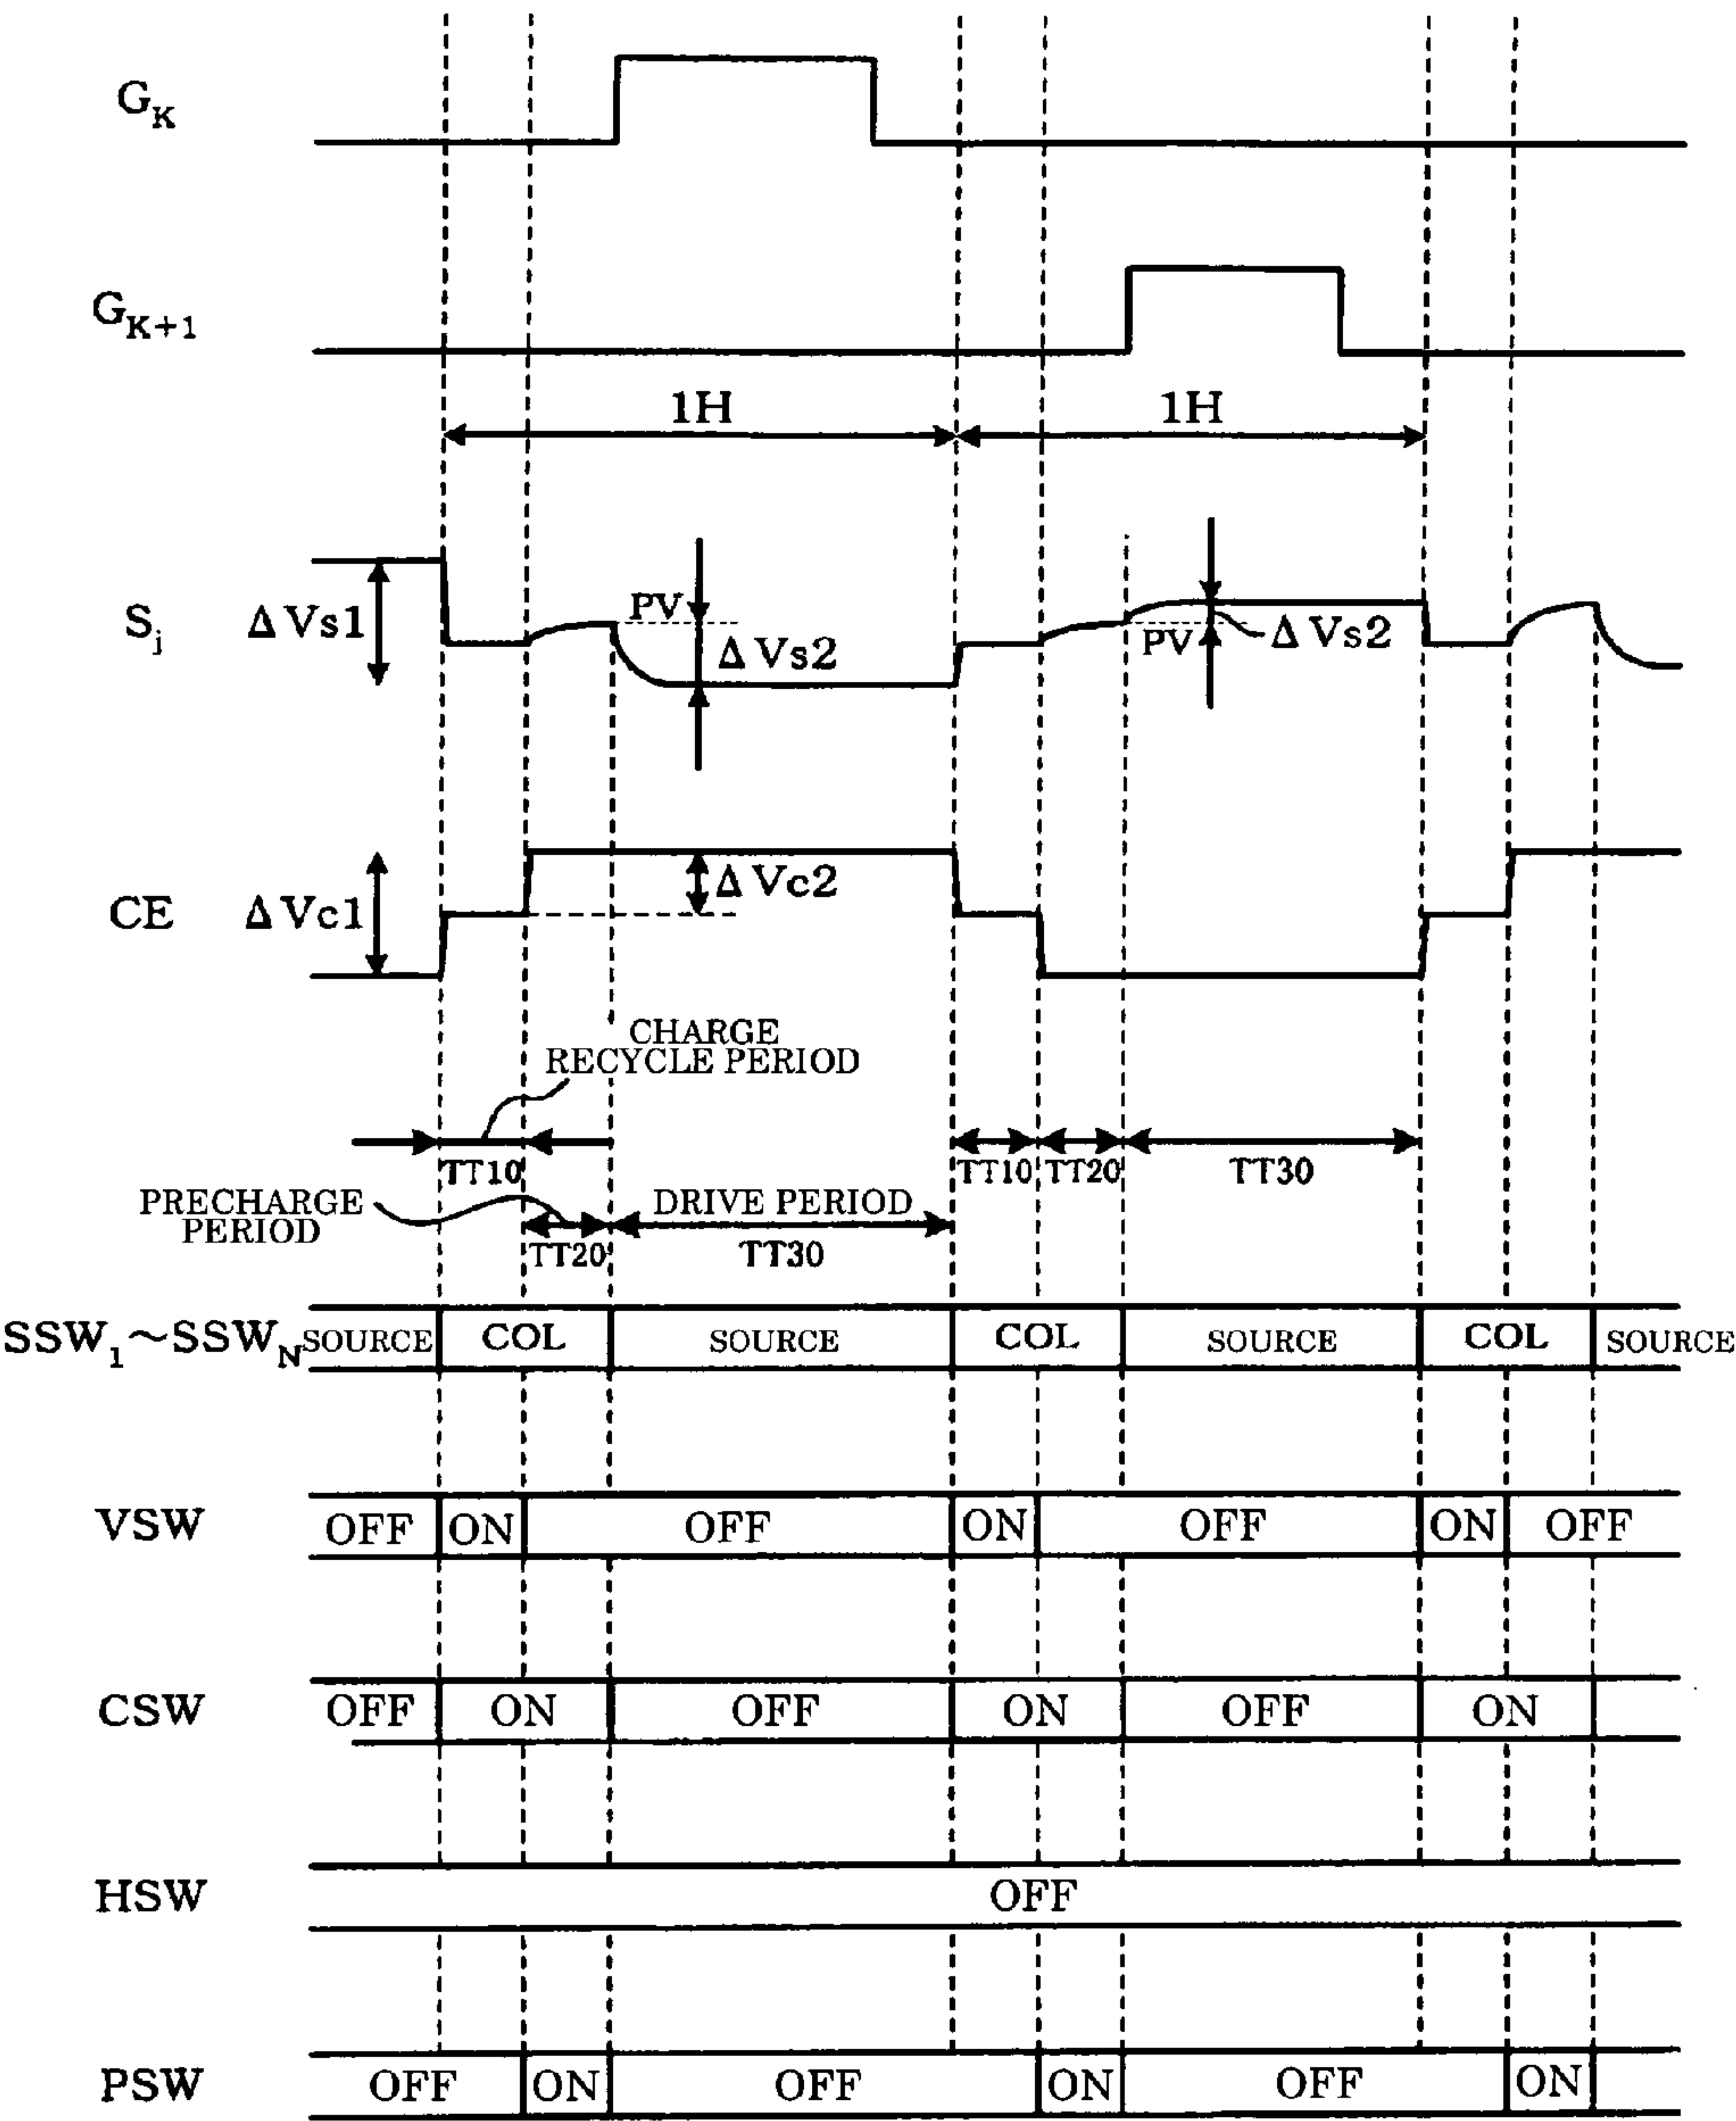 G_K
G_{K+1}
1H 1H
S_j ΔVs1 PV ΔVs2 PV ΔVs2
CE ΔVc1 ΔVc2
CHARGE
RECYCLE PERIOD
TT10 TT10 TT20 TT30
PRECHARGE
PERIOD
DRIVE PERIOD
TT20 TT30
SSW_1~SSW_N SOURCE COL SOURCE COL SOURCE COL SOURCE
VSW OFF ON OFF ON OFF ON OFF
CSW OFF ON OFF ON OFF ON
HSW OFF
PSW OFF ON OFF ON OFF ON